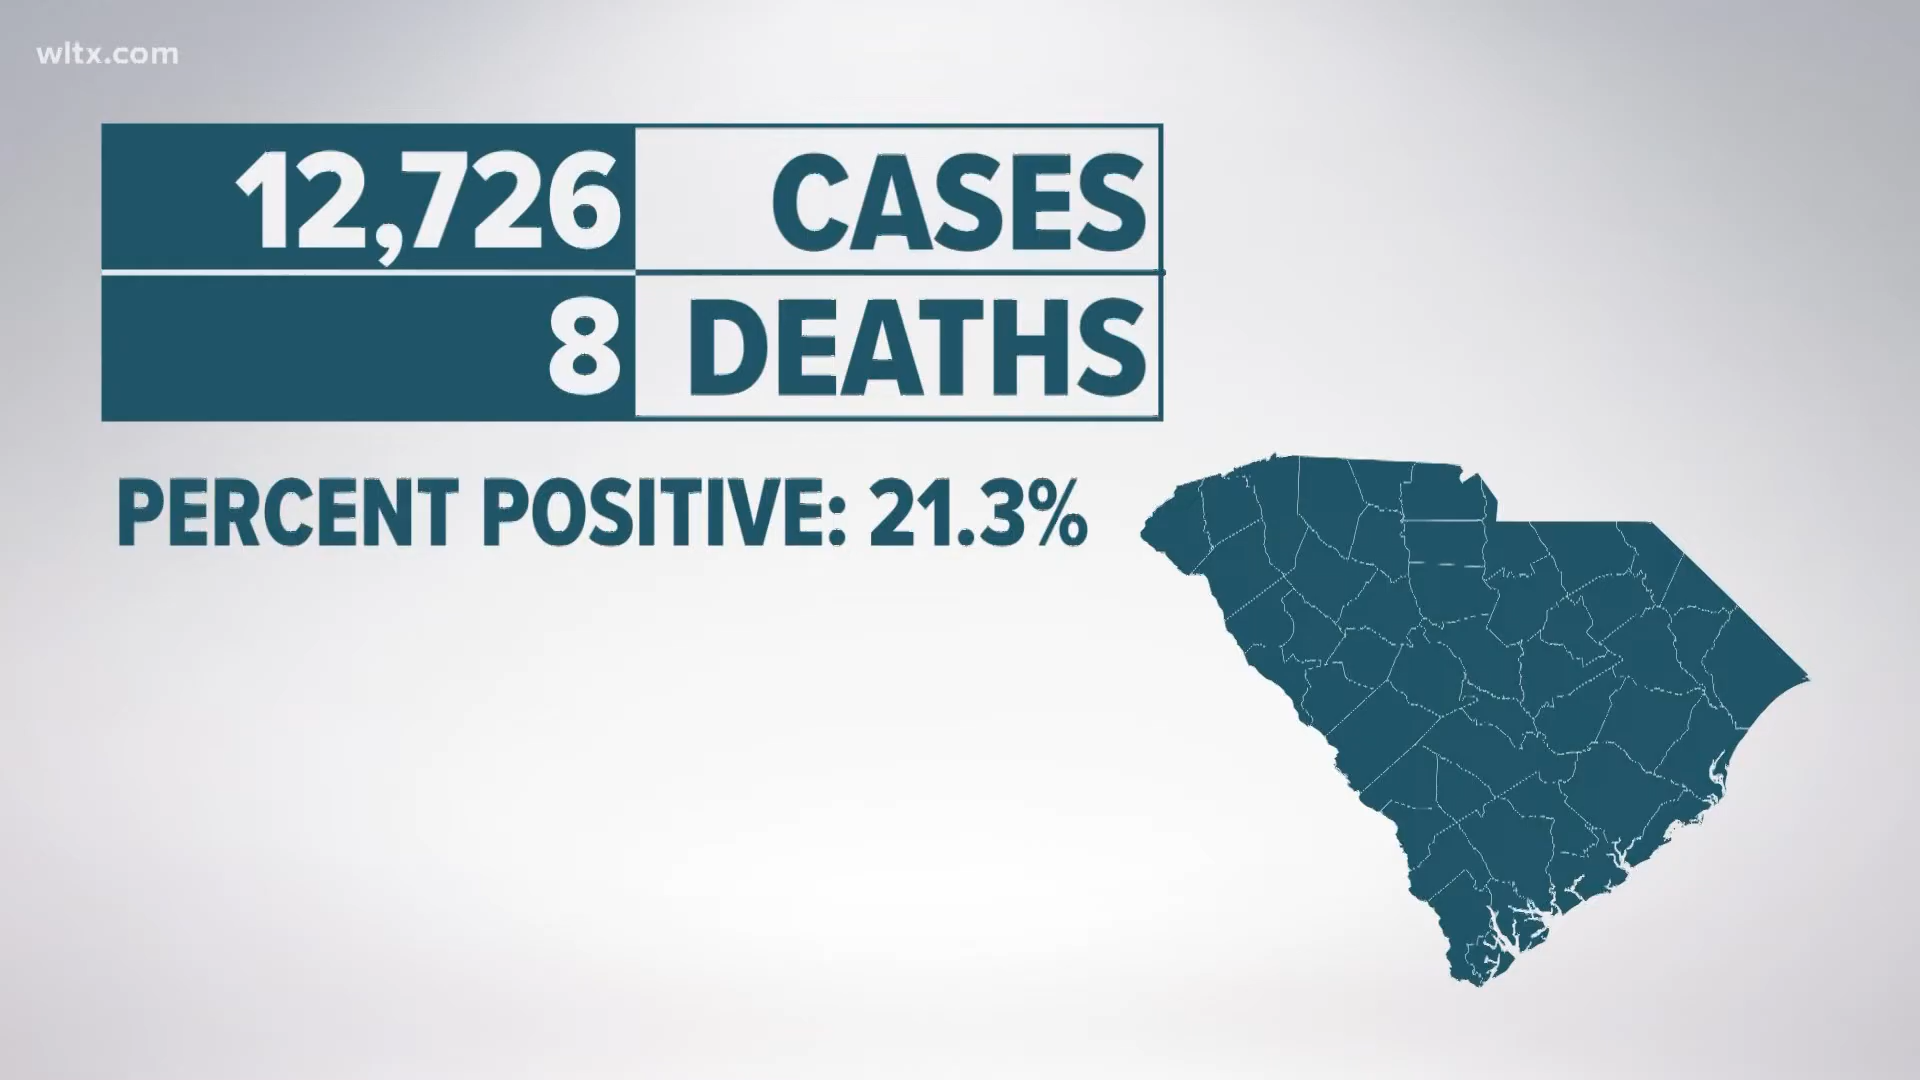 wltx.com
12,726 CASES
8 DEATHS
PERCENT POSITIVE: 21.3%